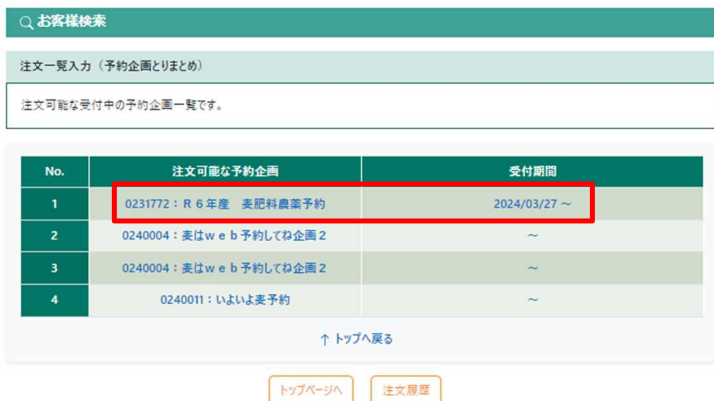 お客様検索
注文一覧入力（予約企画とりまとめ）
注文可能な受付中の予約企画一覧です。
No. 注文可能な予約企画 受付期間
1 0231772：Ｒ６年産　麦肥料農薬予約 2024/03/27 ～
2 0240004：麦はｗｅｂ予約してね企画２ ～
3 0240004：麦はｗｅｂ予約してね企画２ ～
4 0240011：いよいよ麦予約 ～
↑ トップへ戻る
トップページへ 注文履歴